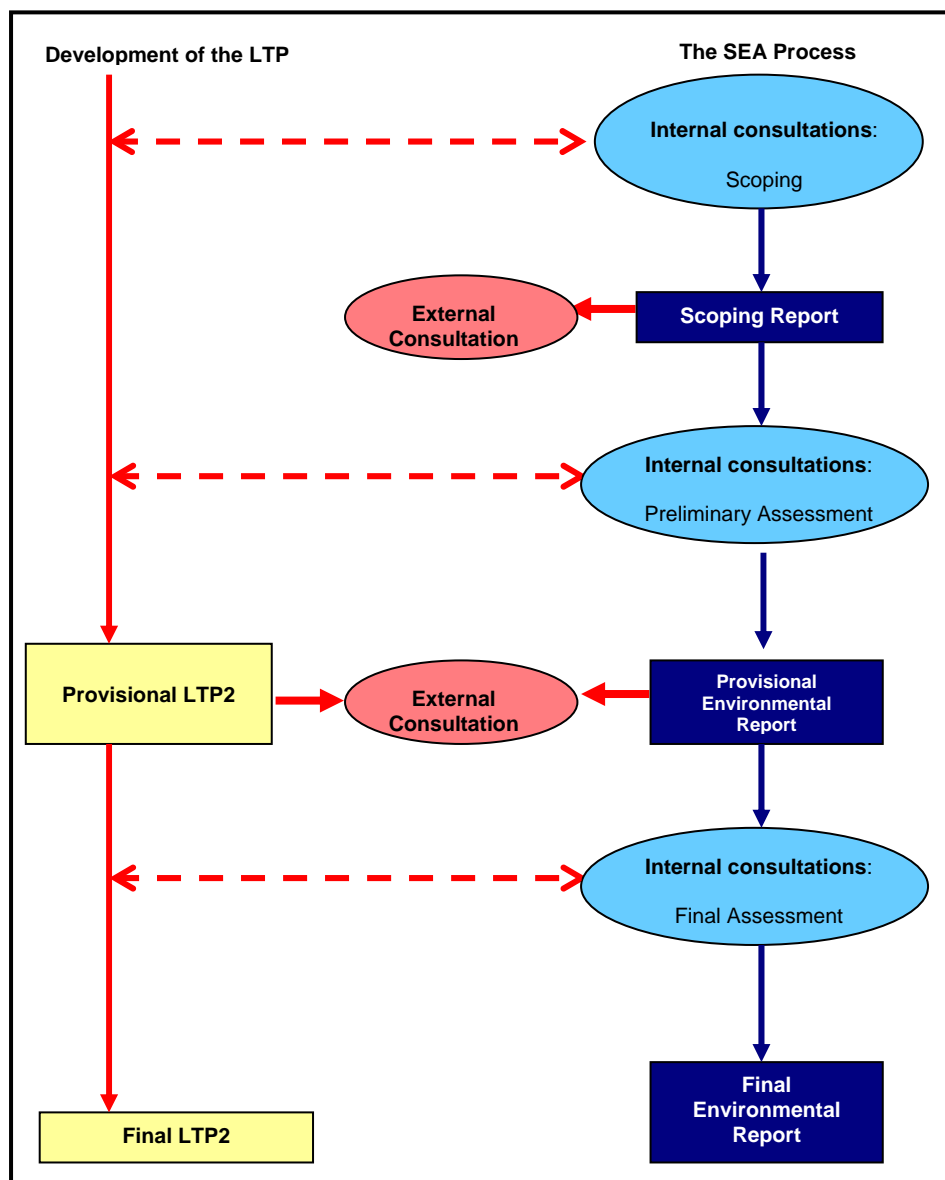 Development of the LTP
The SEA Process
Internal consultations:
Scoping
External
Consultation
Scoping Report
Internal consultations:
Preliminary Assessment
Provisional LTP2
External
Consultation
Provisional
Environmental
Report
Internal consultations:
Final Assessment
Final LTP2
Final
Environmental
Report